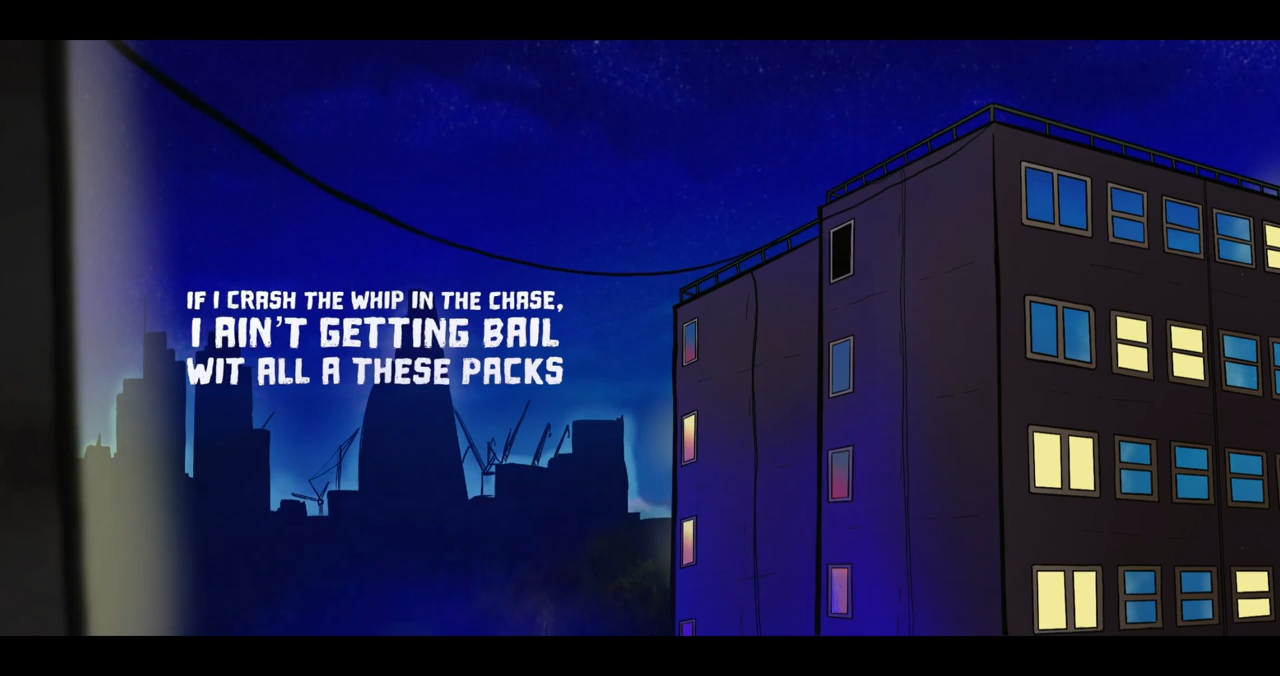 IF I CRASH THE WHIP IN THE CHASE,
I AIN'T GETTING BAIL
WIT ALL A THESE PACKS